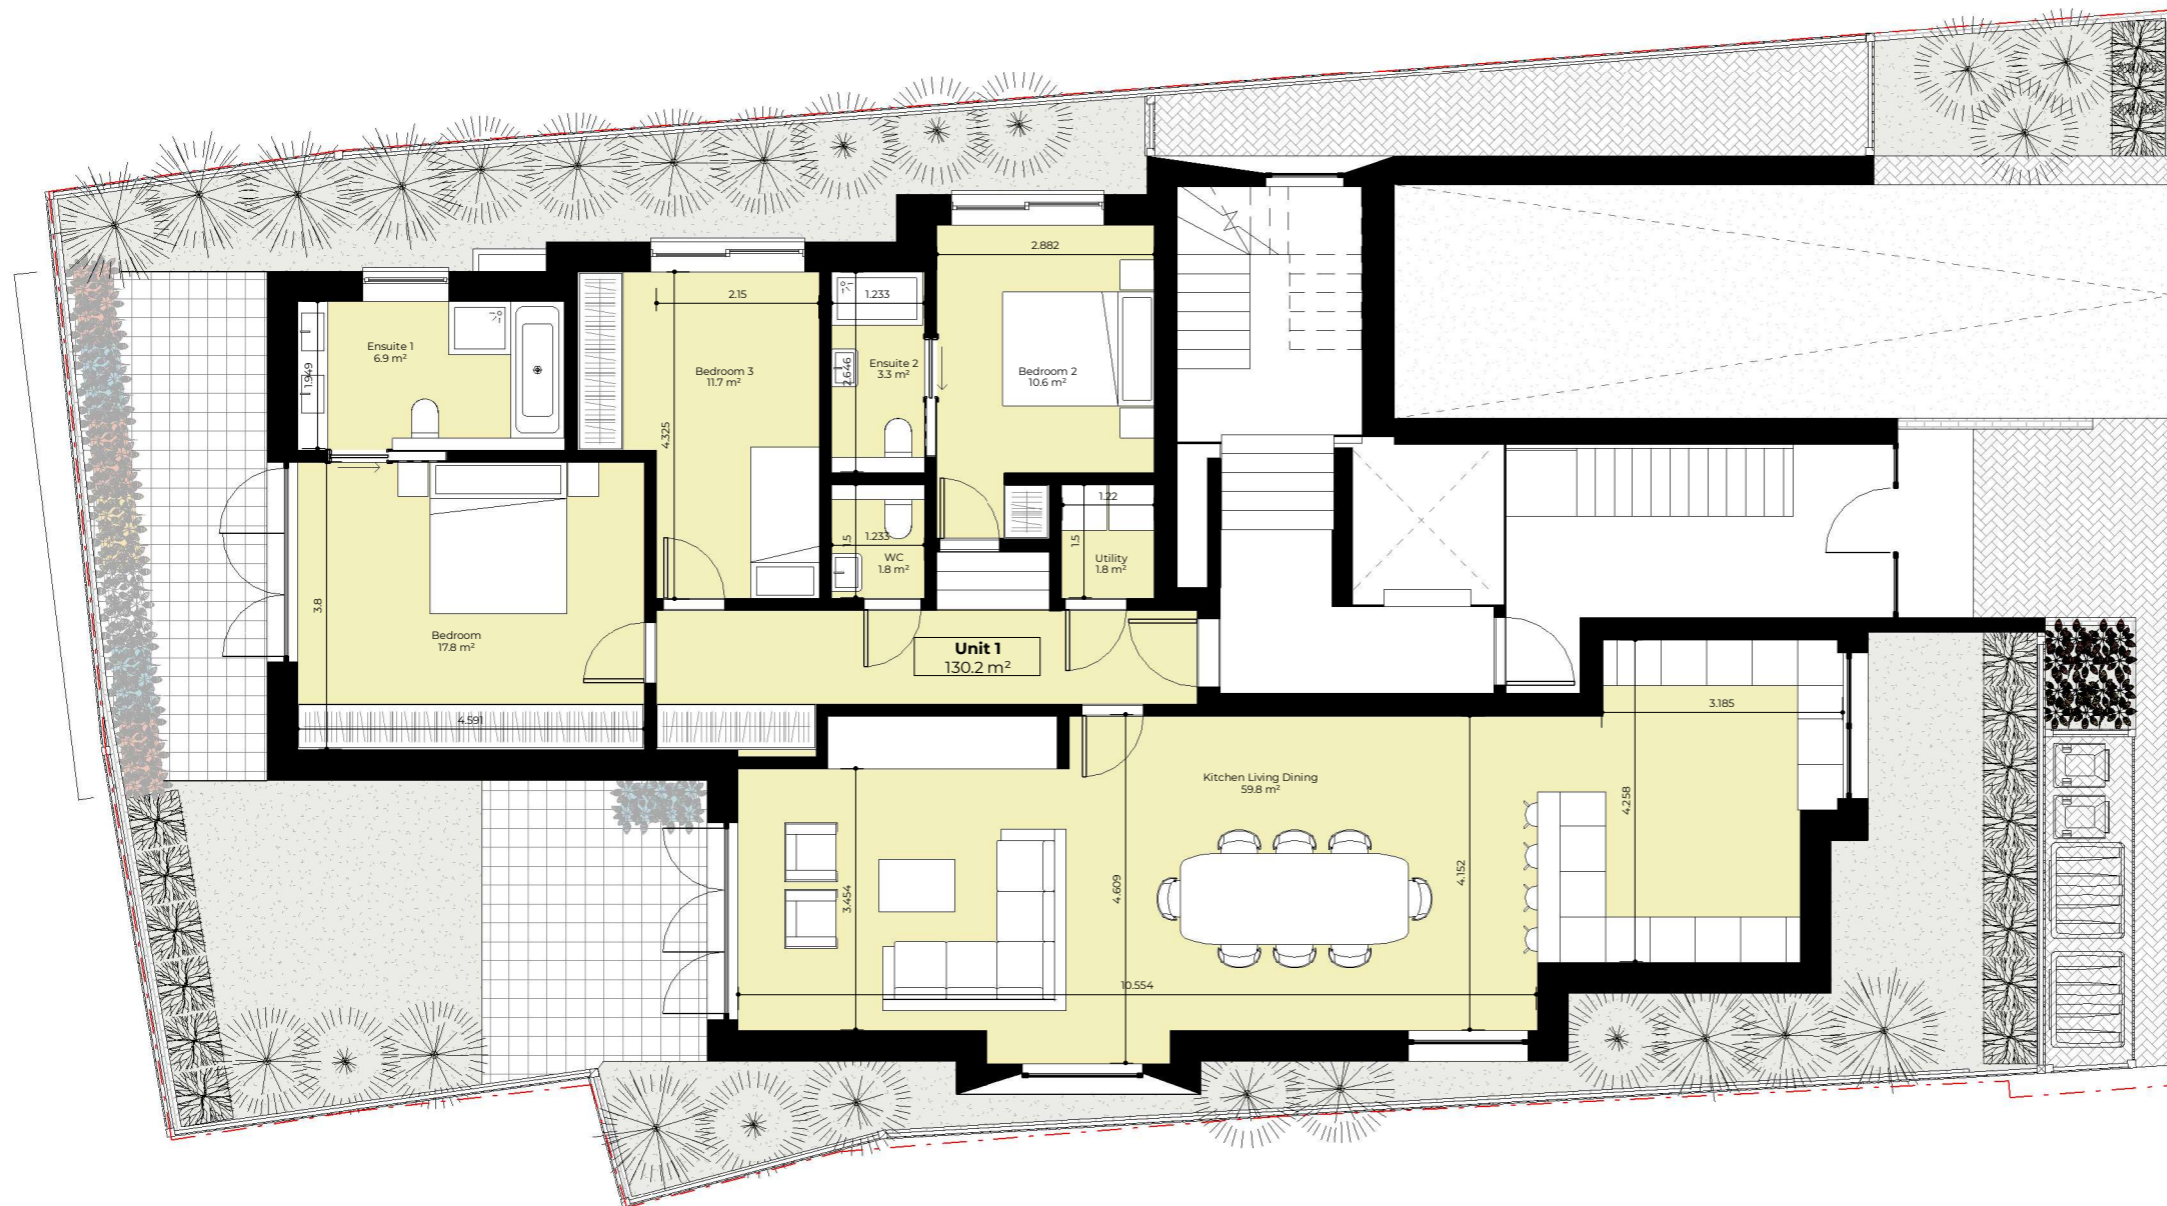 2.882
2.15
1.233
Ensuite 1
6.9 m²
1.949
Bedroom 3
11.7 m²
2.646
Ensuite 2
3.3 m²
Bedroom 2
10.6 m²
4.325
1.22
1.5
1.233
WC
1.8 m²
1.5
Utility
1.8 m²
3.8
Bedroom
17.8 m²
Unit 1
130.2 m²
4.591
3.185
Kitchen Living Dining
59.8 m²
4.258
3.454
4.609
4.152
10.554